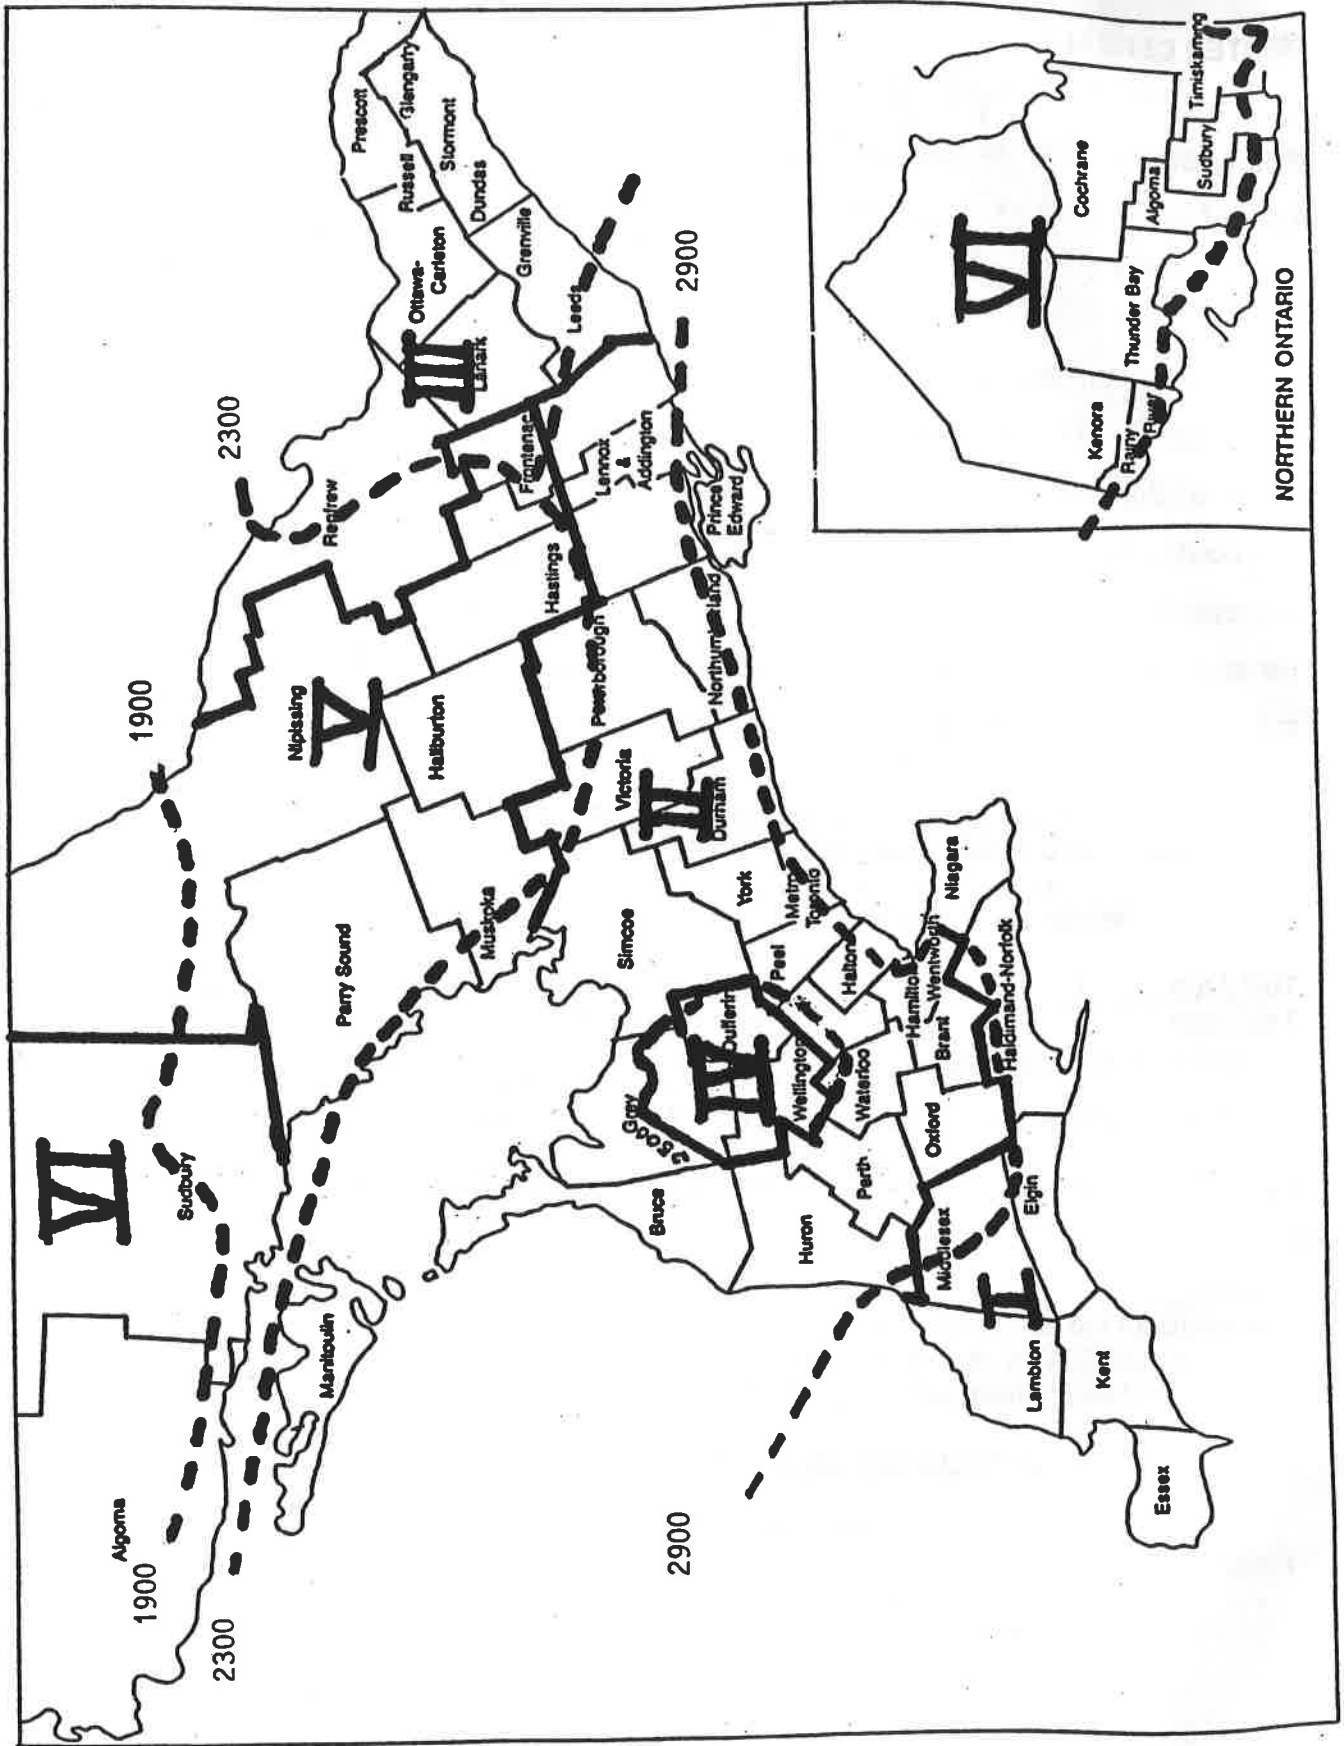 VI
Algoma
1900
2300
Sudbury
Manitoulin
1900
Nipissing
V
Parry Sound
Muskoka
Haliburton
2300
Renfrew
III
Lanark
Ottawa-
Carleton
Prescott
Russell
Glengarry
Stormont
Dundas
Grenville
Leeds
Frontenac
Hastings
Lennox
&
Addington
Prince
Edward
2900
Peterborough
Northumberland
Victoria
II
Durham
Simcoe
York
Metro
Toronto
Peel
Halton
Dufferin
IV
Grey
2500
Bruce
Wellington
Waterloo
Huron
Perth
Hamilton
Wentworth
Niagara
Brant
Haldimand-Norfolk
Oxford
Middlesex
Elgin
I
Lambton
Kent
Essex
2900
VI
Kenora
Rainy
River
Thunder Bay
Cochrane
Algoma
Sudbury
Timiskaming
NORTHERN ONTARIO